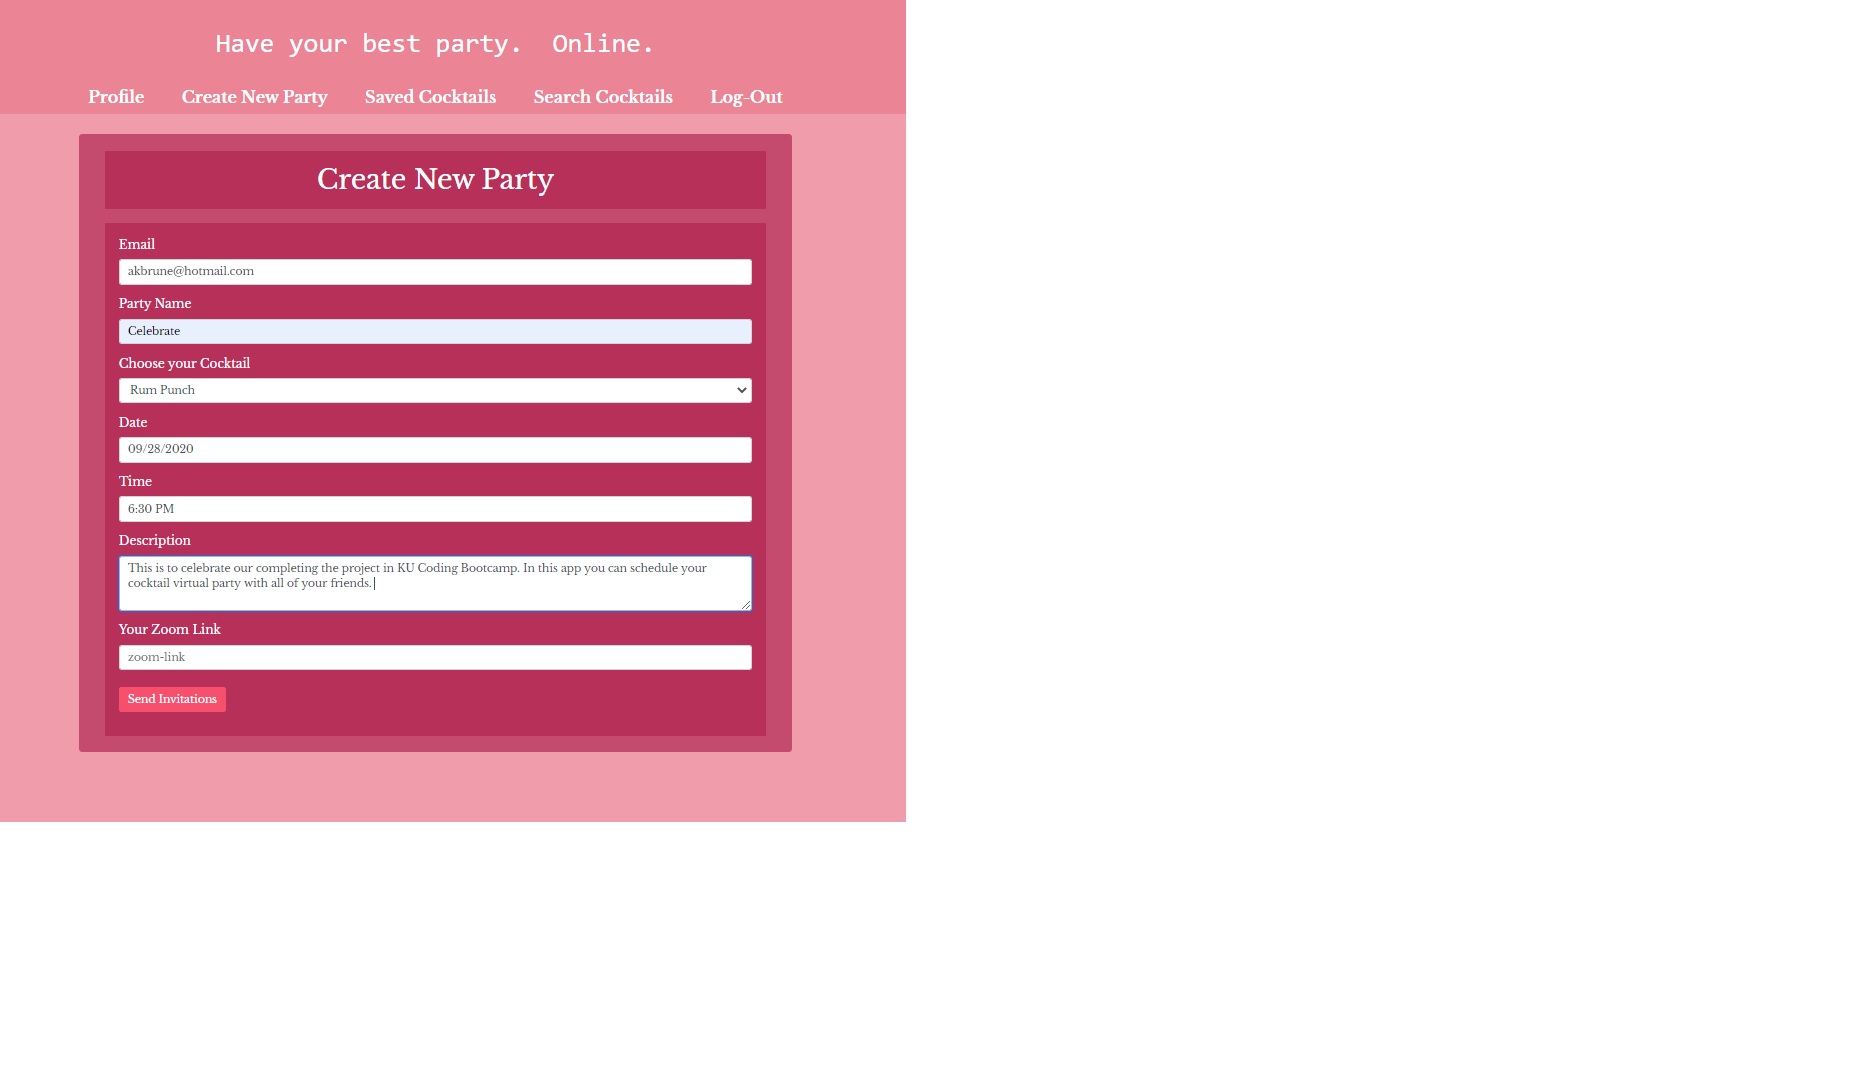 Have your best party.  Online.
Profile Create New Party Saved Cocktails Search Cocktails Log-Out
Create New Party
Email
akbrune@hotmail.com
Party Name
Celebrate
Choose your Cocktail
Rum Punch
Date
09/28/2020
Time
6:30 PM
Description
This is to celebrate our completing the project in KU Coding Bootcamp. In this app you can schedule your
cocktail virtual party with all of your friends.
Your Zoom Link
zoom-link
Send Invitations